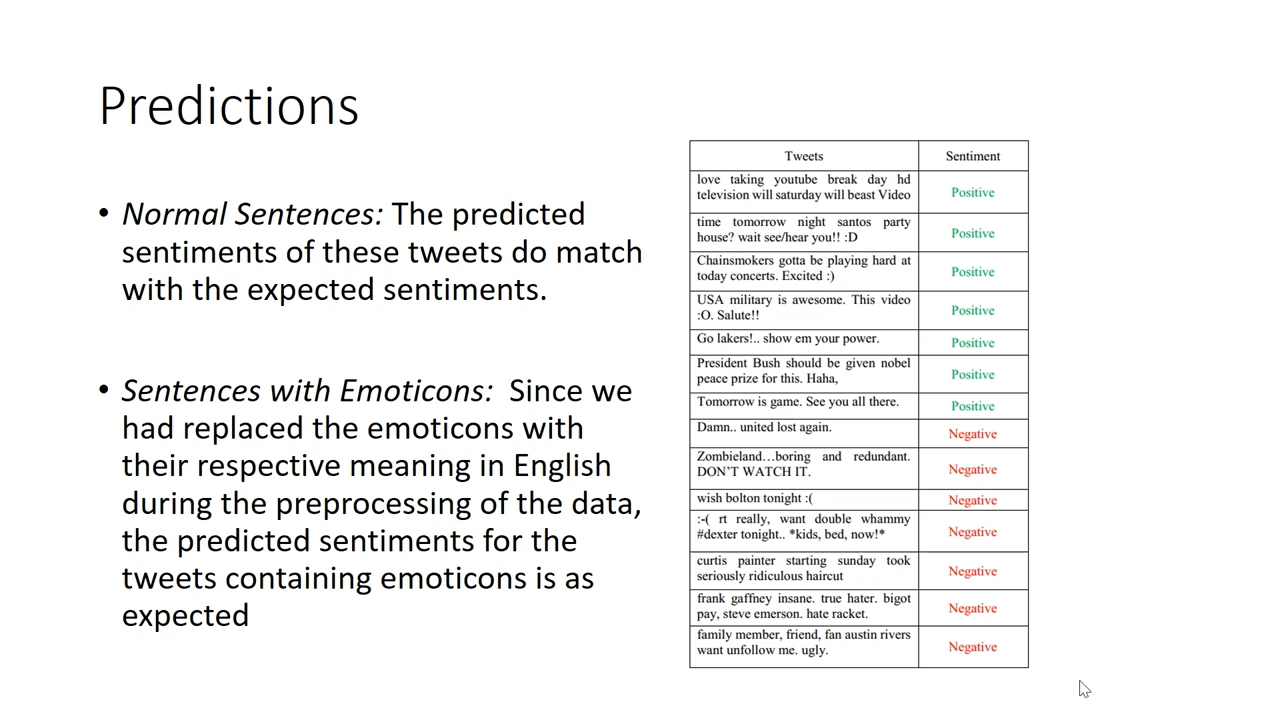 Predictions
• Normal Sentences: The predicted
sentiments of these tweets do match
with the expected sentiments.
• Sentences with Emoticons:  Since we
had replaced the emoticons with
their respective meaning in English
during the preprocessing of the data,
the predicted sentiments for the
tweets containing emoticons is as
expected
Tweets Sentiment
love taking youtube break day hd
television will saturday will beast Video
Positive
time tomorrow night santos party
house? wait see/hear you!! :D
Positive
Chainsmokers gotta be playing hard at
today concerts. Excited :)
Positive
USA military is awesome. This video
:O. Salute!!
Positive
Go lakers!.. show em your power.
Positive
President Bush should be given nobel
peace prize for this. Haha,
Positive
Tomorrow is game. See you all there.
Positive
Damn.. united lost again.
Negative
Zombieland…boring and redundant.
DON’T WATCH IT.
Negative
wish bolton tonight :(
Negative
:-( rt really, want double whammy
#dexter tonight.. *kids, bed, now!*
Negative
curtis painter starting sunday took
seriously ridiculous haircut
Negative
frank gaffney insane. true hater. bigot
pay, steve emerson. hate racket.
Negative
family member, friend, fan austin rivers
want unfollow me. ugly.
Negative